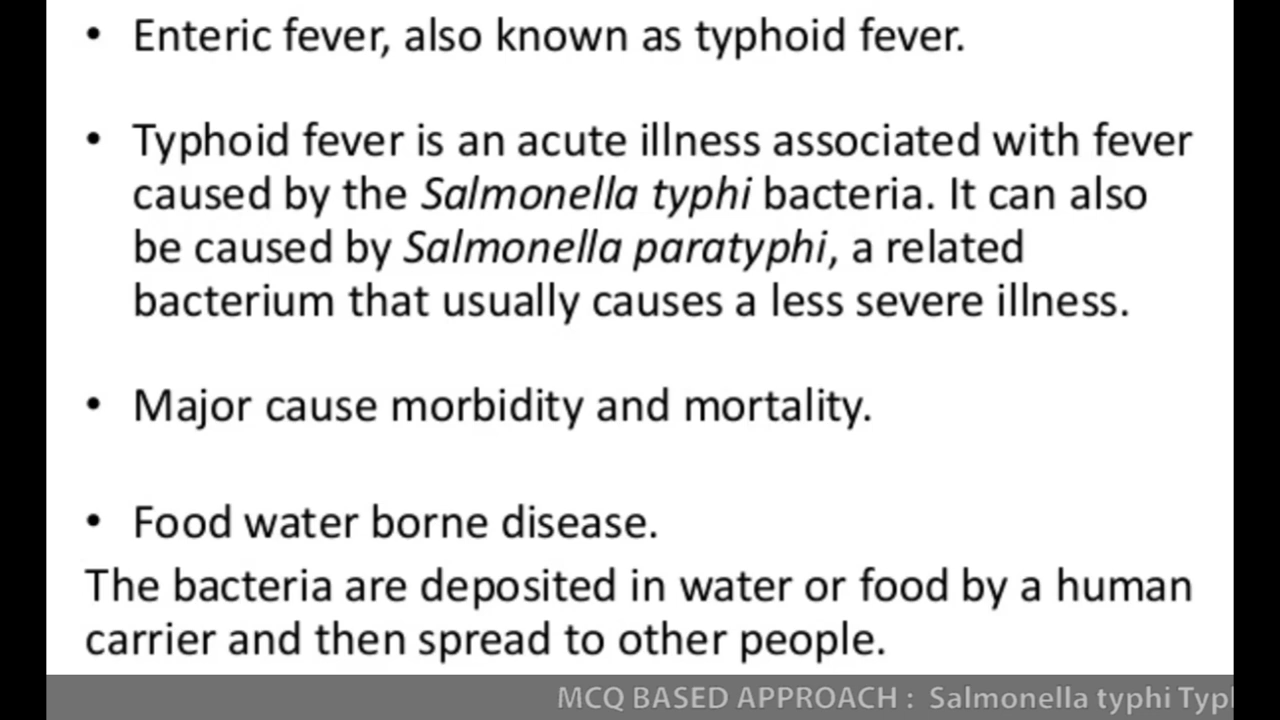 • Enteric fever, also known as typhoid fever.
• Typhoid fever is an acute illness associated with fever
caused by the Salmonella typhi bacteria. It can also
be caused by Salmonella paratyphi, a related
bacterium that usually causes a less severe illness.
• Major cause morbidity and mortality.
• Food water borne disease.
The bacteria are deposited in water or food by a human
carrier and then spread to other people.
MCQ BASED APPROACH : Salmonella typhi